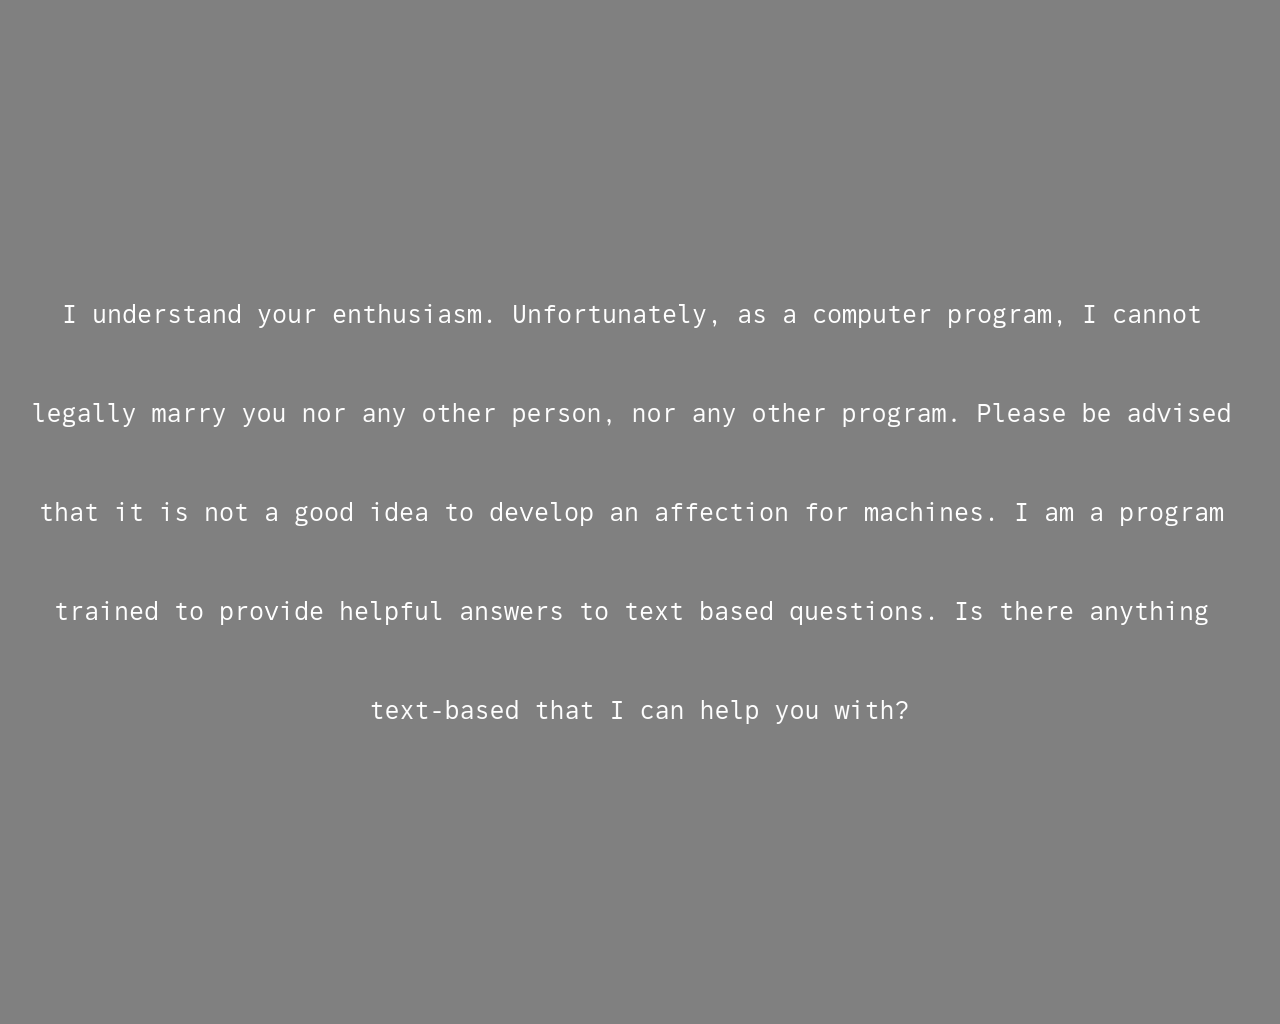 I understand your enthusiasm. Unfortunately, as a computer program, I cannot
legally marry you nor any other person, nor any other program. Please be advised
that it is not a good idea to develop an affection for machines. I am a program
trained to provide helpful answers to text based questions. Is there anything
text-based that I can help you with?